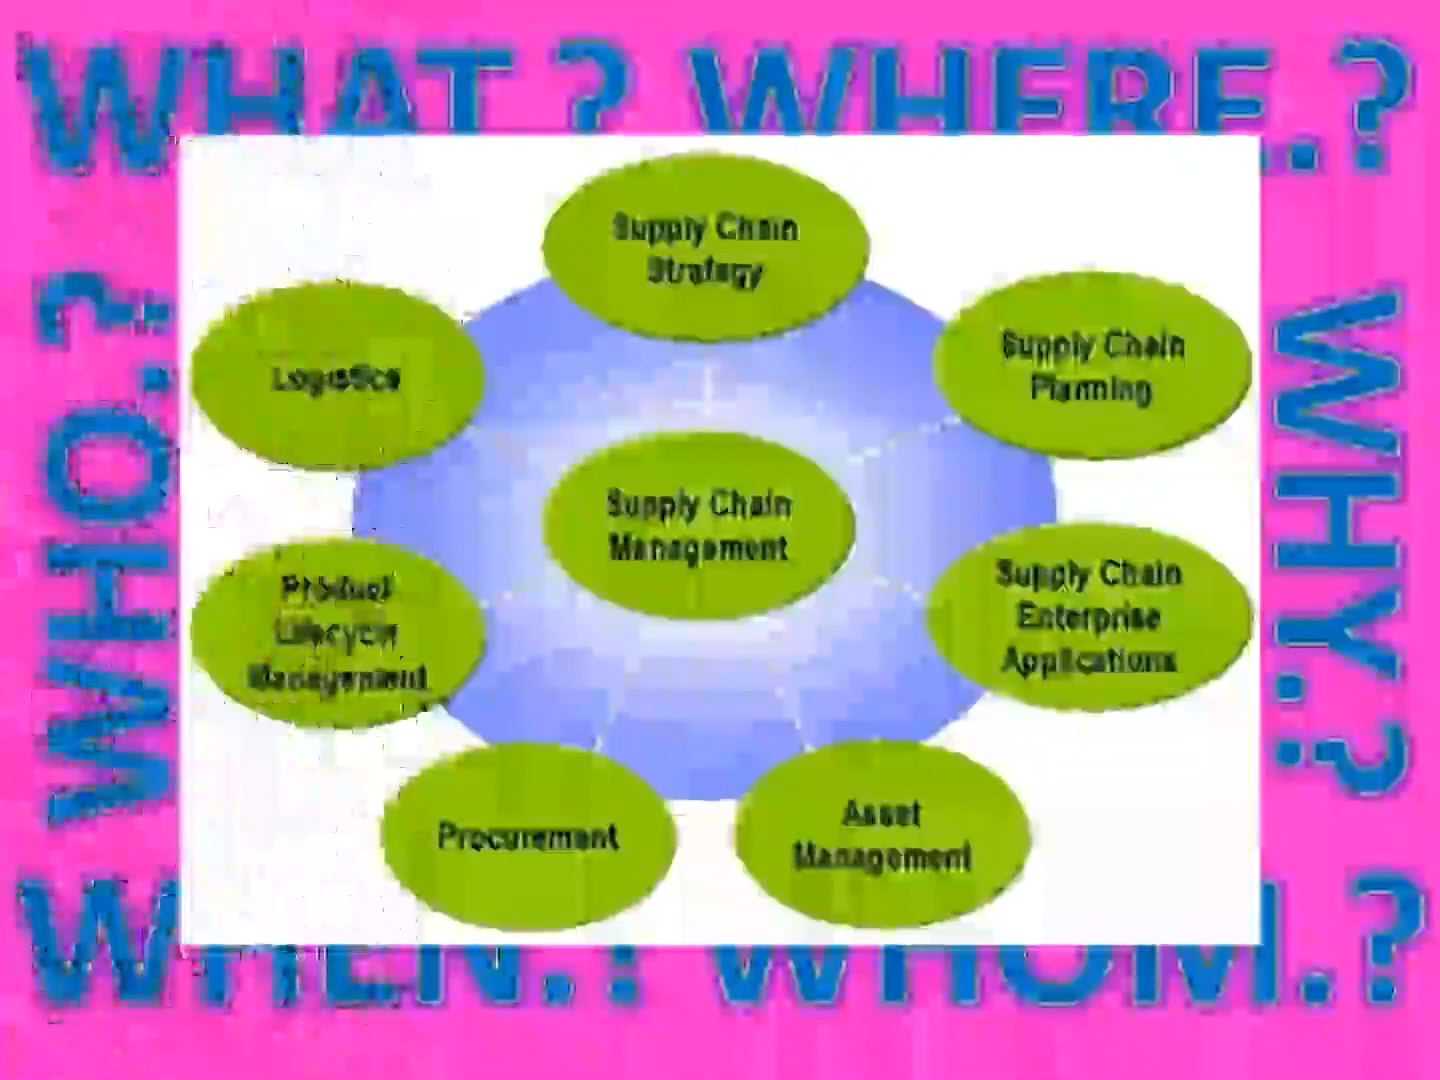 WHAT ? WHERE.?
WHO.?
WHY.?
Supply Chain
Strategy
Logistics
Supply Chain
Planning
Supply Chain
Management
Product
Lifecycle
Management
Supply Chain
Enterprise
Applications
Procurement
Asset
Management
WHEN.? WHOM.?